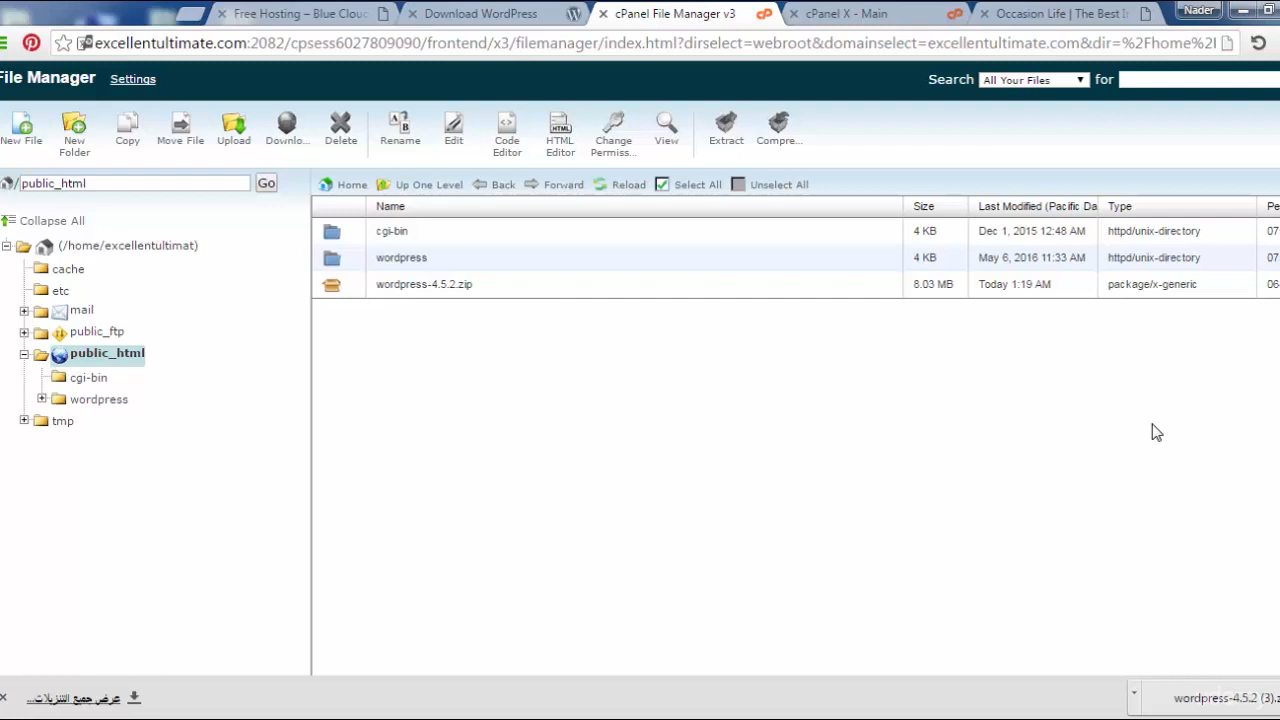 Free Hosting – Blue Clou
Download WordPress
cPanel File Manager v3
cPanel X - Main
Occasion Life | The Best I
Nader
excellentultimate.com:2082/cpsess6027809090/frontend/x3/filemanager/index.html?dirselect=webroot&domainselect=excellentultimate.com&dir=%2Fhome%2
File Manager
Settings
Search
All Your Files
for
New File
New Folder
Copy
Move File
Upload
Downlo...
Delete
Rename
Edit
Code Editor
HTML Editor
Change Permiss...
View
Extract
Compre...
/
public_html
Go
Home
Up One Level
Back
Forward
Reload
Select All
Unselect All
Collapse All
(/home/excellentultimat)
cache
etc
mail
public_ftp
public_html
cgi-bin
wordpress
tmp
Name Size Last Modified (Pacific Da Type Pe
cgi-bin 4 KB Dec 1, 2015 12:48 AM httpd/unix-directory 07
wordpress 4 KB May 6, 2016 11:33 AM httpd/unix-directory 07
wordpress-4.5.2.zip 8.03 MB Today 1:19 AM package/x-generic 06
عرض جميع التنزيلات...
wordpress-4.5.2 (3).z